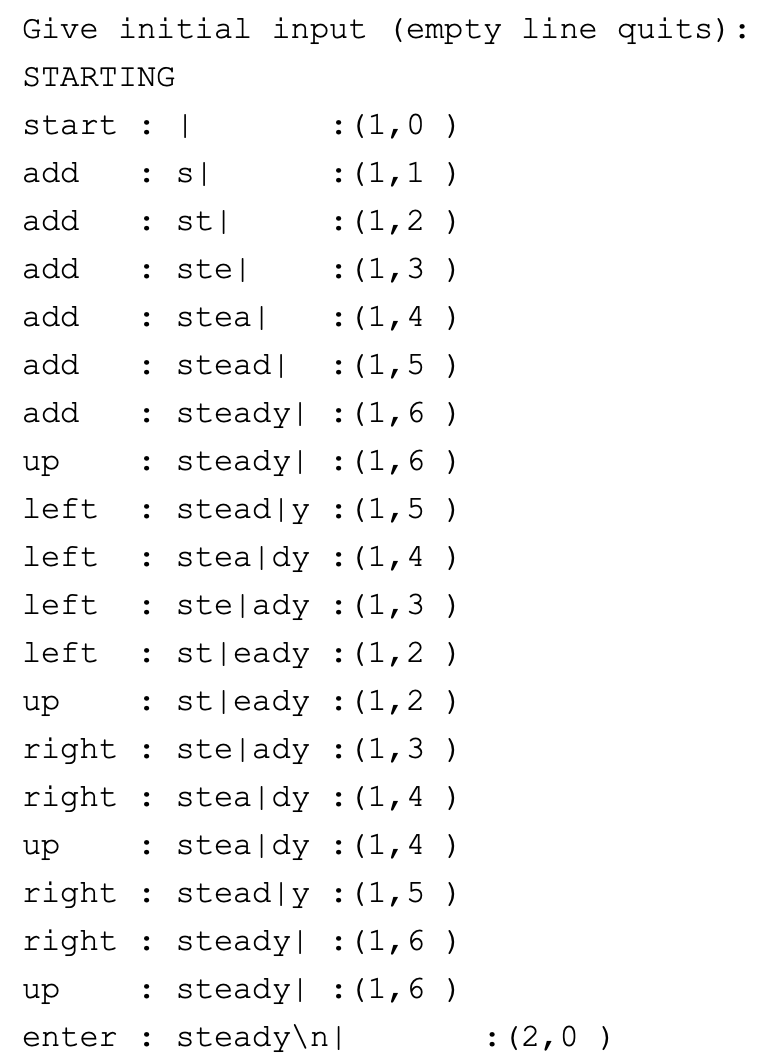 Give initial input (empty line quits):
STARTING
start : |       :(1,0 )
add   : s|      :(1,1 )
add   : st|     :(1,2 )
add   : ste|    :(1,3 )
add   : stea|   :(1,4 )
add   : stead|  :(1,5 )
add   : steady| :(1,6 )
up    : steady| :(1,6 )
left  : stead|y :(1,5 )
left  : stea|dy :(1,4 )
left  : ste|ady :(1,3 )
left  : st|eady :(1,2 )
up    : st|eady :(1,2 )
right : ste|ady :(1,3 )
right : stea|dy :(1,4 )
up    : stea|dy :(1,4 )
right : stead|y :(1,5 )
right : steady| :(1,6 )
up    : steady| :(1,6 )
enter : steady\n|       :(2,0 )